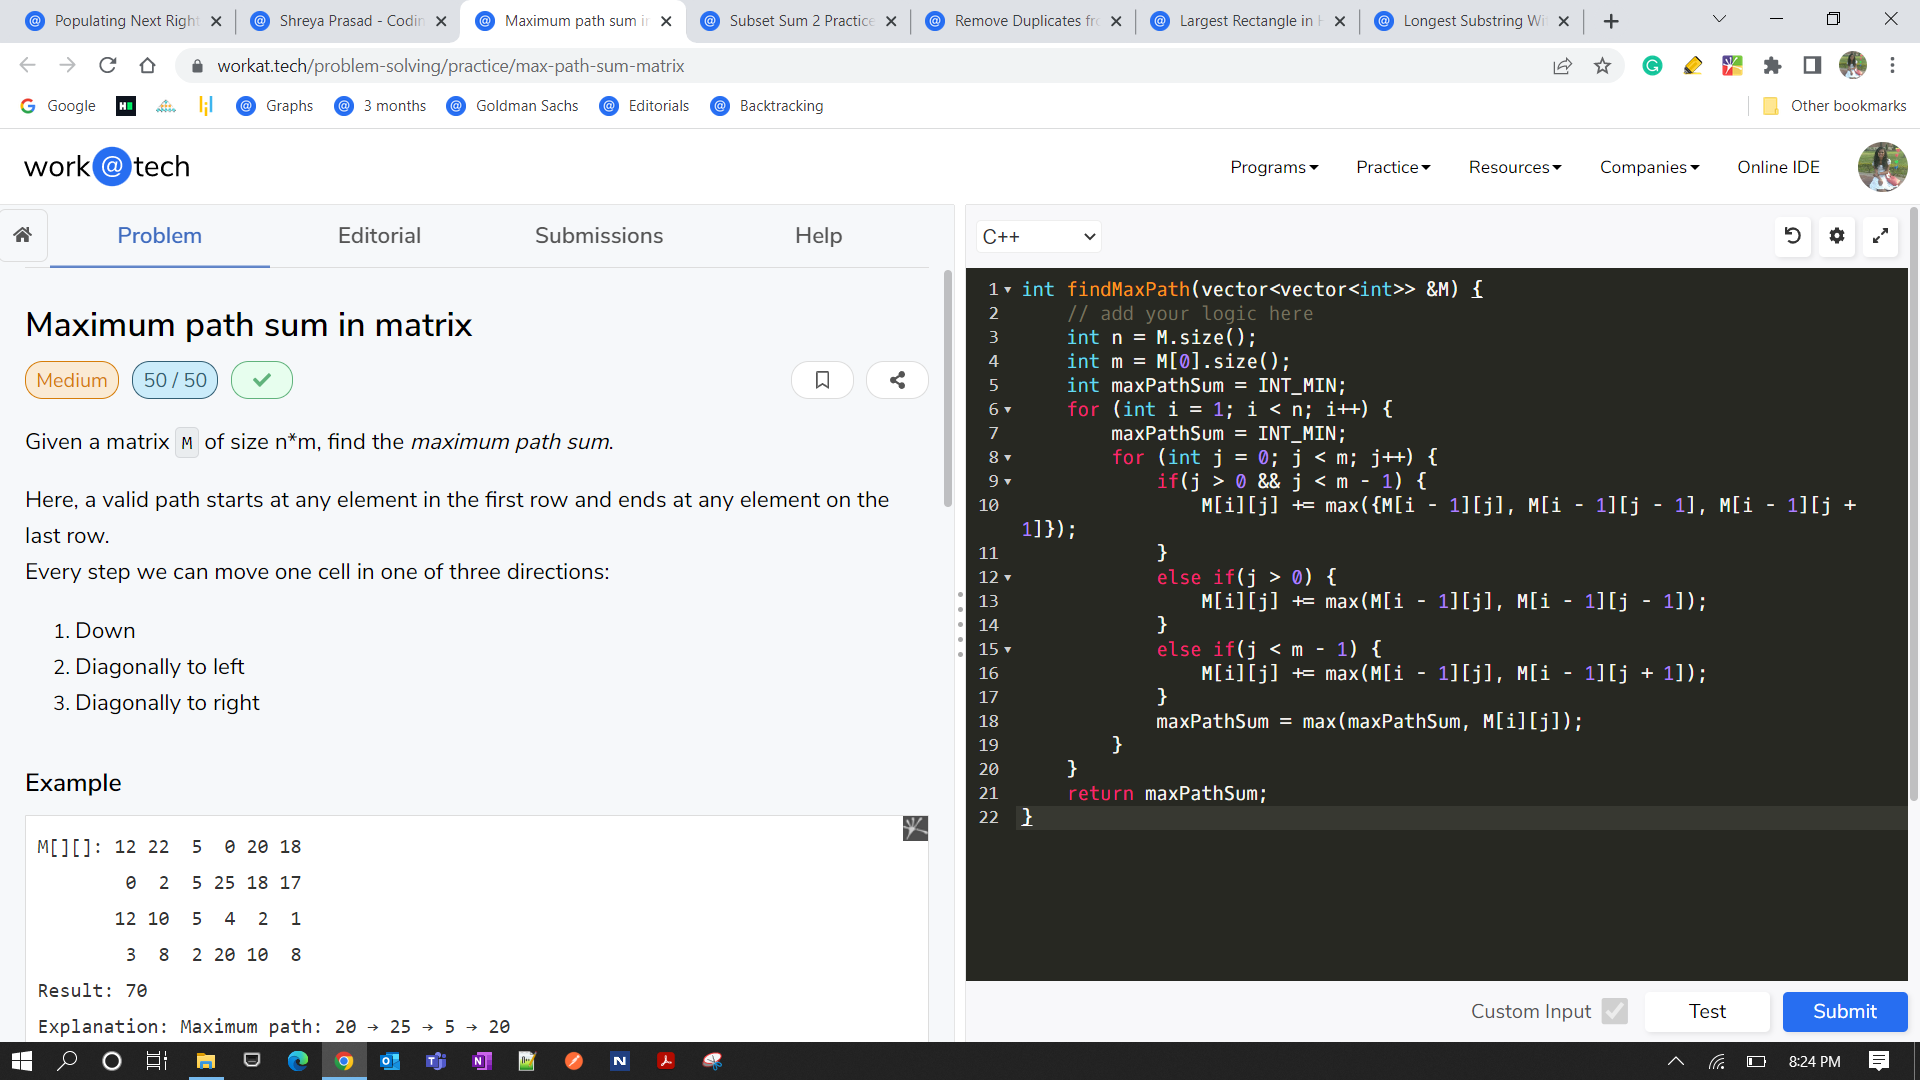 Populating Next Right
Shreya Prasad - Codin
Maximum path sum in
Subset Sum 2 Practice
Remove Duplicates fro
Largest Rectangle in H
Longest Substring Wit
workat.tech/problem-solving/practice/max-path-sum-matrix
Google
Graphs
3 months
Goldman Sachs
Editorials
Backtracking
Other bookmarks
work@tech
Programs
Practice
Resources
Companies
Online IDE
Problem
Editorial
Submissions
Help
C++
Maximum path sum in matrix
Medium
50 / 50
Given a matrix M of size n*m, find the maximum path sum.
Here, a valid path starts at any element in the first row and ends at any element on the
last row.
Every step we can move one cell in one of three directions:
1. Down
2. Diagonally to left
3. Diagonally to right
Example
M[][]: 12 22 5 0 20 18
0 2 5 25 18 17
12 10 5 4 2 1
3 8 2 20 10 8
Result: 70
Explanation: Maximum path: 20 → 25 → 5 → 20
1 int findMaxPath(vector<vector<int>> &M) {
2 // add your logic here
3 int n = M.size();
4 int m = M[0].size();
5 int maxPathSum = INT_MIN;
6 for (int i = 1; i < n; i++) {
7 maxPathSum = INT_MIN;
8 for (int j = 0; j < m; j++) {
9 if(j > 0 && j < m - 1) {
10 M[i][j] += max({M[i - 1][j], M[i - 1][j - 1], M[i - 1][j +
1]});
11 }
12 else if(j > 0) {
13 M[i][j] += max(M[i - 1][j], M[i - 1][j - 1]);
14 }
15 else if(j < m - 1) {
16 M[i][j] += max(M[i - 1][j], M[i - 1][j + 1]);
17 }
18 maxPathSum = max(maxPathSum, M[i][j]);
19 }
20 }
21 return maxPathSum;
22 }
Custom Input
Test
Submit
8:24 PM